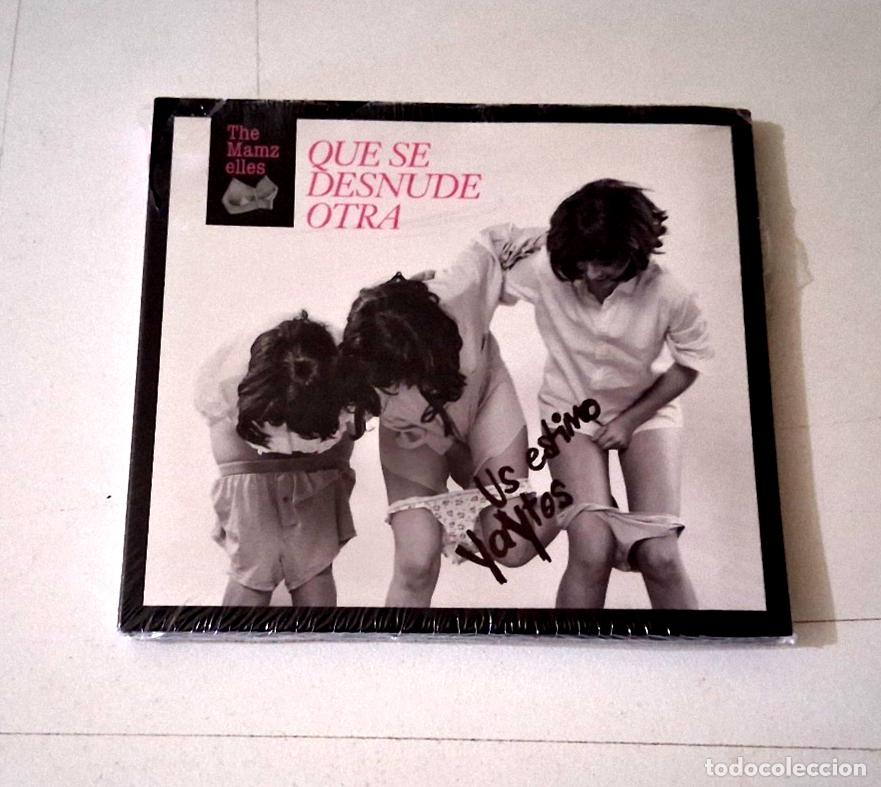 The
Mamz
elles
QUE SE
DESNUDE
OTRA
Us estimo
Yayitos
todocoleccion